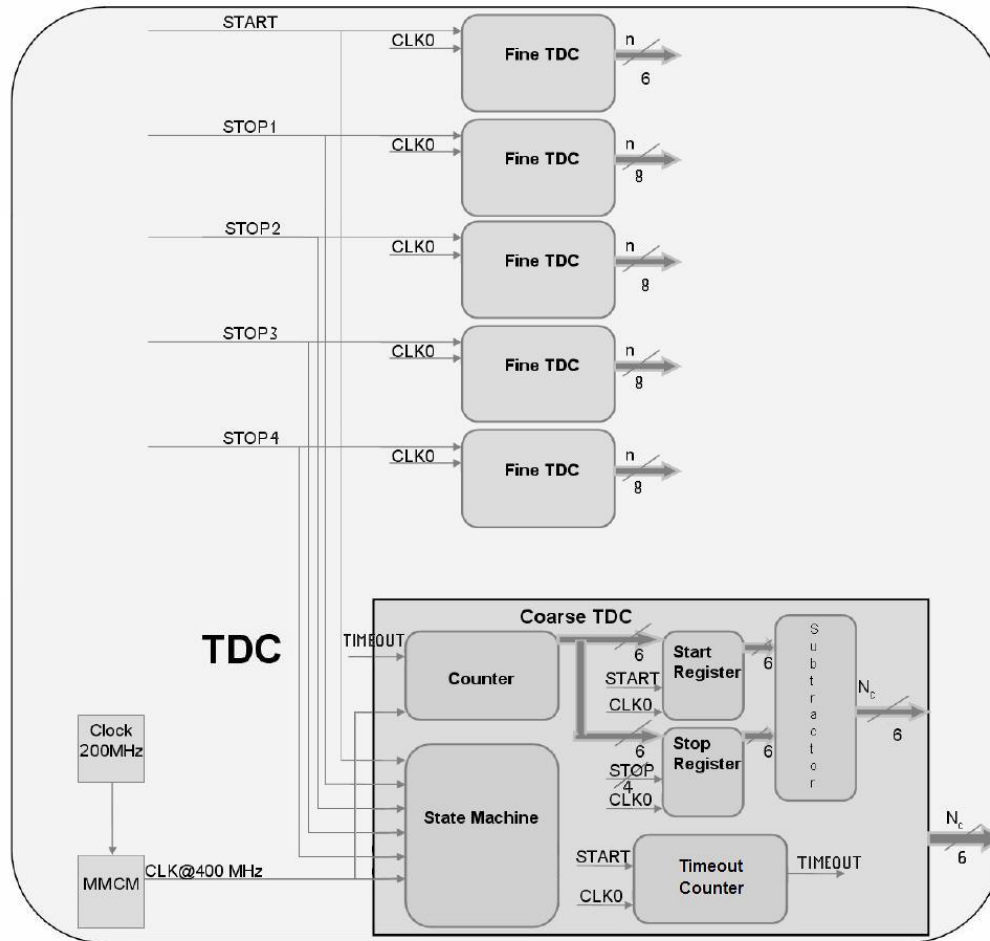 START
CLK0
Fine TDC
n
6
STOP1
CLK0
Fine TDC
n
8
STOP2
CLK0
Fine TDC
n
8
STOP3
CLK0
Fine TDC
n
8
STOP4
CLK0
Fine TDC
n
8
TDC
Clock
200MHz
MMCM
CLK@400 MHz
Coarse TDC
TIMEOUT
Counter
6
START
CLK0
Start
Register
6
6
STOP
4
CLK0
Stop
Register
6
Subtractor
Nc
6
State Machine
START
CLK0
Timeout
Counter
TIMEOUT
Nc
6